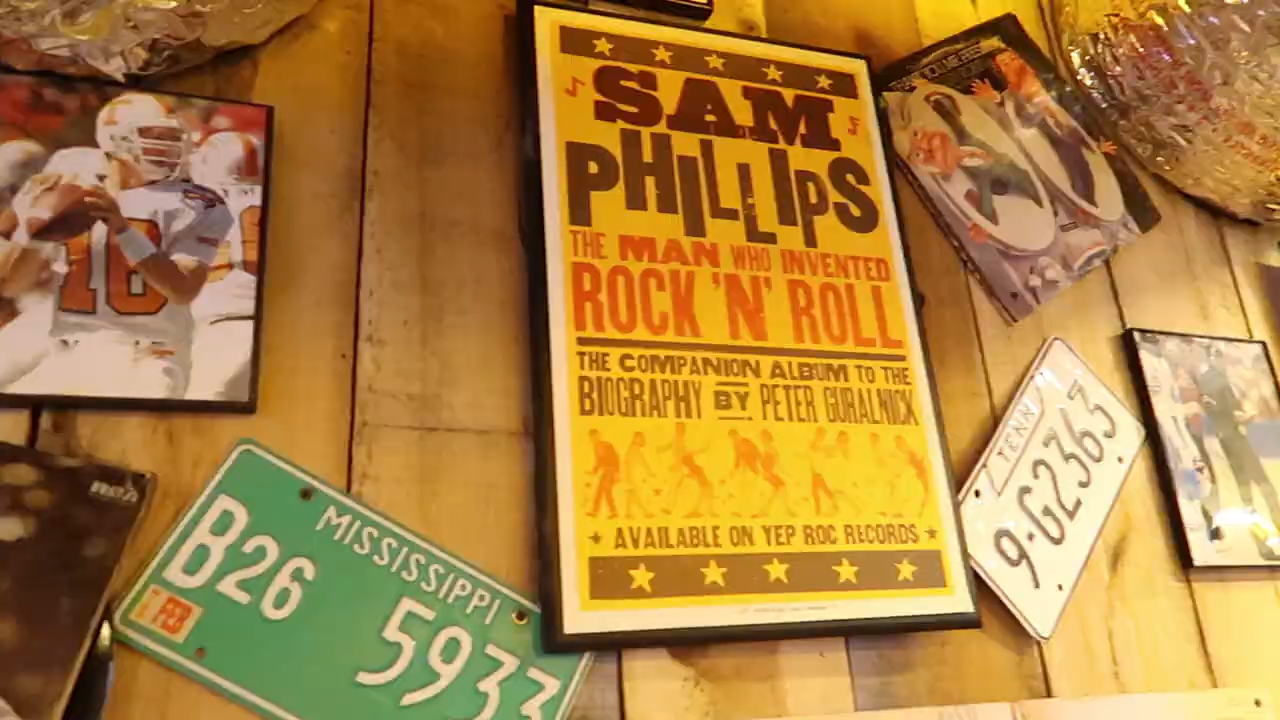 SAM
PHILLIPS
THE MAN WHO INVENTED
ROCK 'N' ROLL
THE COMPANION ALBUM TO THE
BIOGRAPHY BY PETER GURALNICK
AVAILABLE ON YEP ROC RECORDS
16
MISSISSIPPI
B26 5933
FEB
TENN
9-G2363